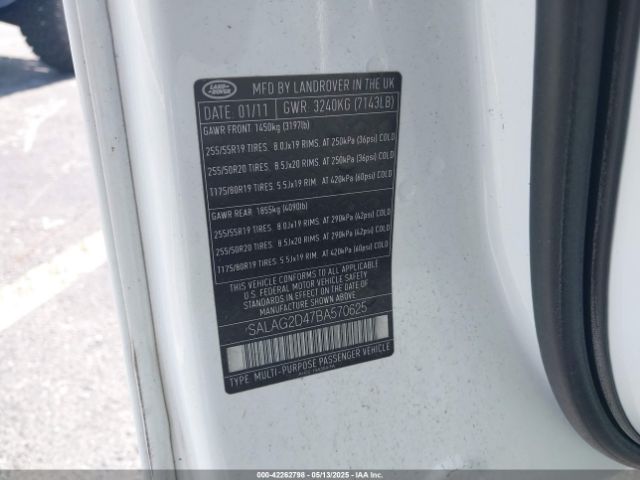 LAND ROVER
MFD BY LANDROVER IN THE UK
DATE: 01/11 GWR: 3240KG (7143LB)
GAWR FRONT 1450kg (3197lb)
255/55R19 TIRES. 8.0Jx19 RIMS. AT 250kPa (36psi) COLD
255/50R20 TIRES. 8.5Jx20 RIMS. AT 250kPa (36psi) COLD
T175/80R19 TIRES. 5.5Jx19 RIM. AT 420kPa (60psi) COLD
GAWR REAR 1855kg (4090lb)
255/55R19 TIRES. 8.0Jx19 RIMS. AT 290kPa (42psi) COLD
255/50R20 TIRES. 8.5Jx20 RIMS. AT 290kPa (42psi) COLD
T175/80R19 TIRES. 5.5Jx19 RIM. AT 420kPa (60psi) COLD
THIS VEHICLE CONFORMS TO ALL APPLICABLE
U.S. FEDERAL MOTOR VEHICLE SAFETY
STANDARDS IN EFFECT ON THE DATE OF
MANUFACTURE SHOWN ABOVE
SALAG2D47BA570625
TYPE: MULTI-PURPOSE PASSENGER VEHICLE
000-42262798 - 05/13/2025 - IAAI.COM